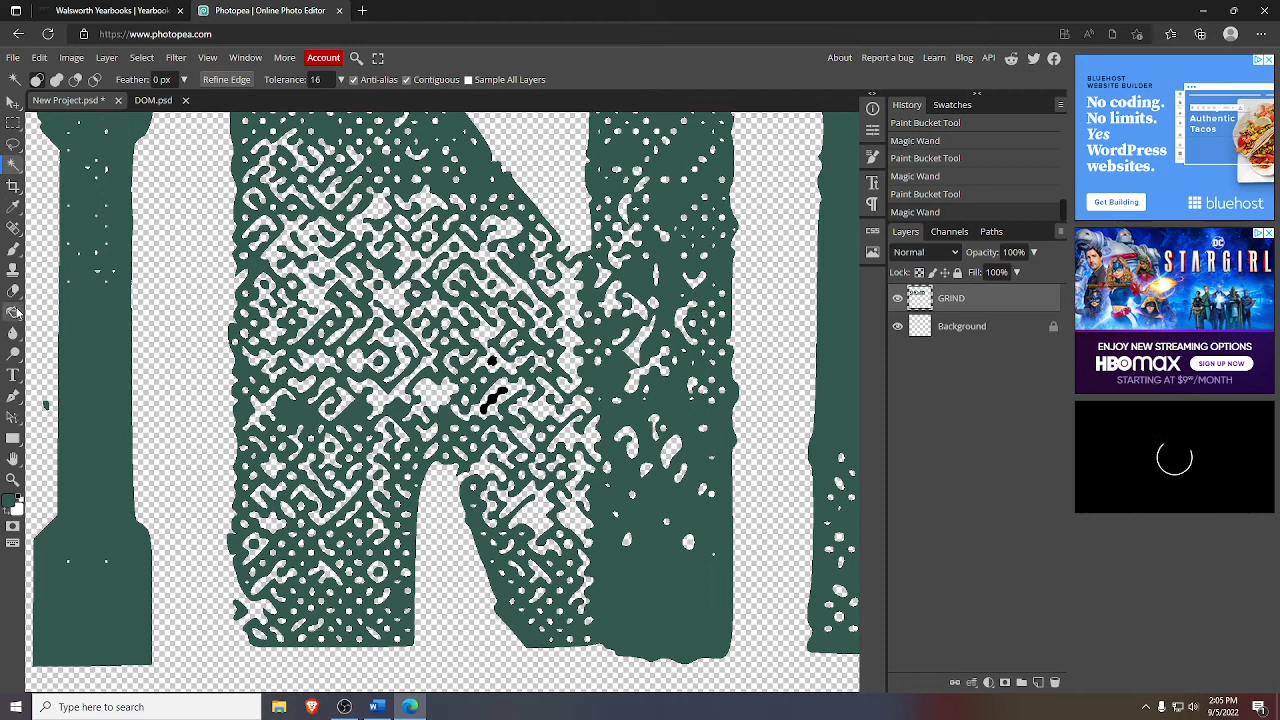 Walsworth Yearbooks | Yearbook
Photopea | Online Photo Editor
https://www.photopea.com
File Edit Image Layer Select Filter View Window More Account
About Report a bug Learn Blog API
Feather: 0 px Refine Edge Tolerance: 16 Anti-alias Contiguous Sample All Layers
New Project.psd * DOM.psd
History Swatches
Paint Bucket Tool
Magic Wand
Paint Bucket Tool
Magic Wand
Paint Bucket Tool
Magic Wand
Layers Channels Paths
Normal Opacity: 100%
Lock: Fill: 100%
GRIND
Background
CSS
BLUEHOST
WEBSITE BUILDER
No coding.
No limits.
Yes
WordPress
websites.
Get Building
bluehost
Authentic
Tacos
DC
STARGIRL
ENJOY NEW STREAMING OPTIONS
HBOMAX SIGN UP NOW
STARTING AT $9⁹⁹/MONTH
Type here to search
2:05 PM
9/5/2022